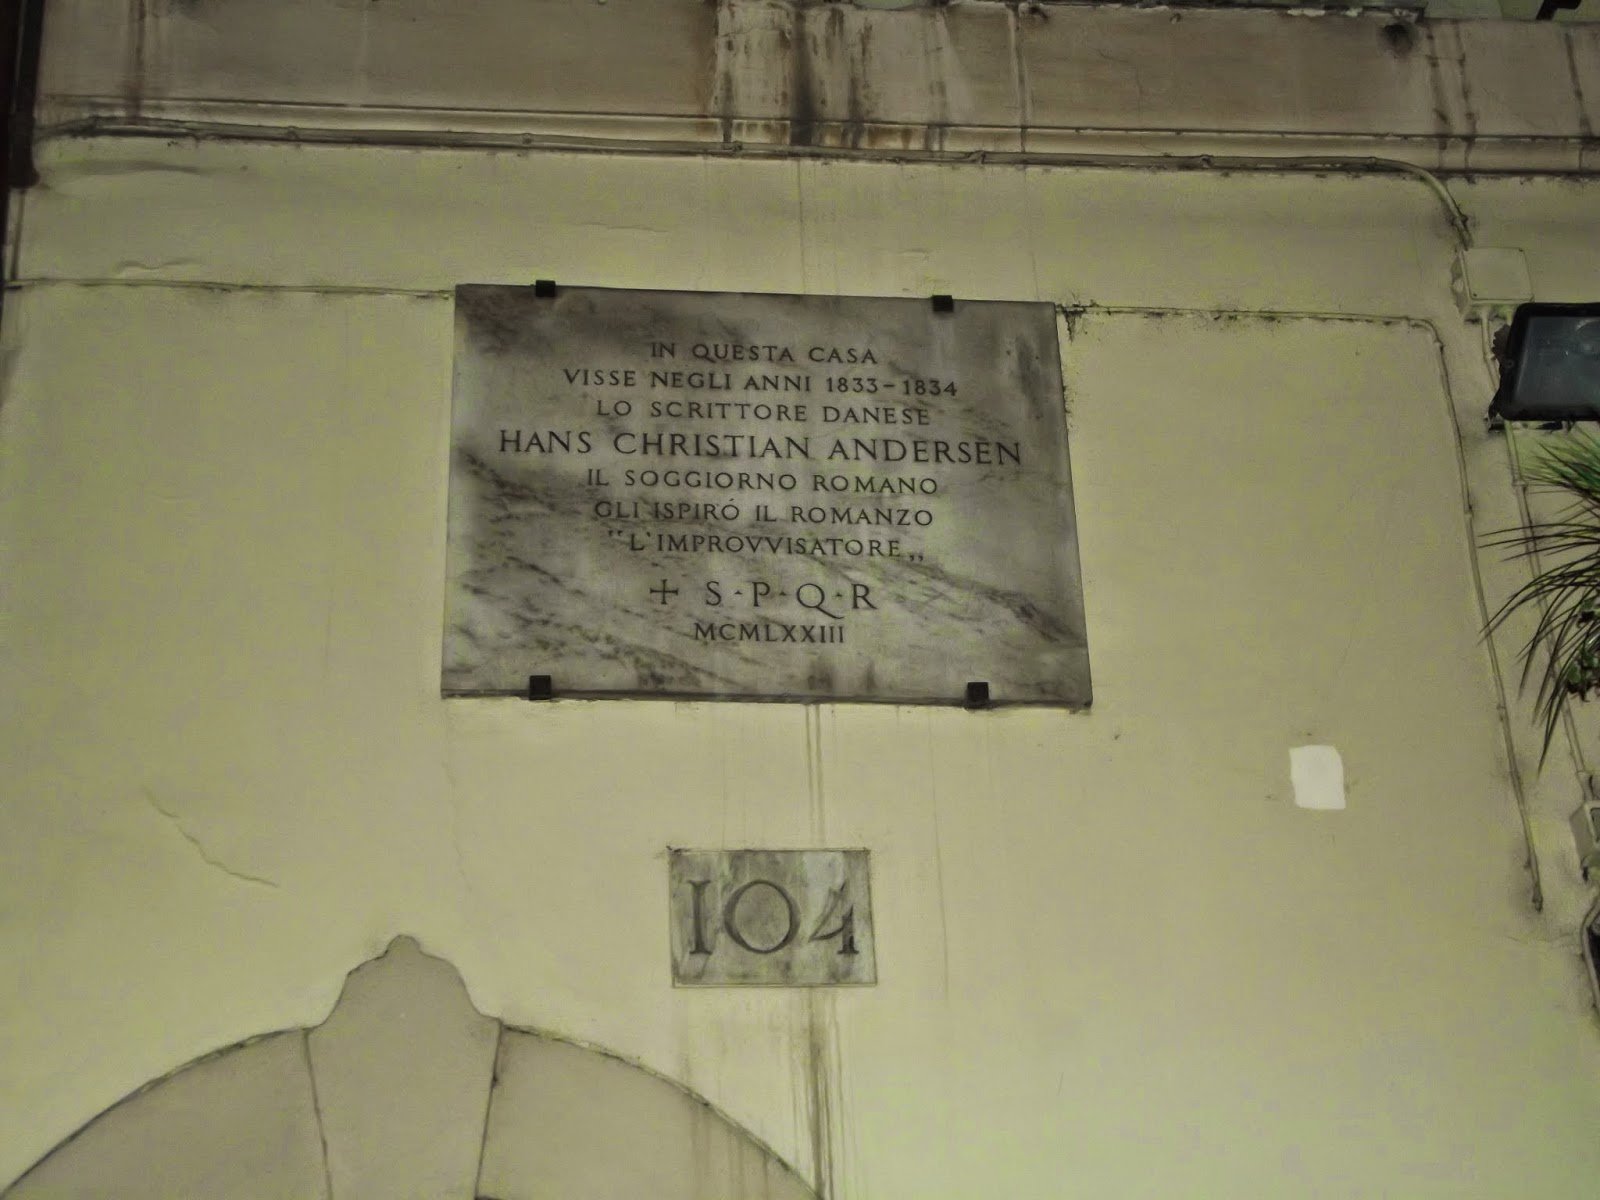 IN QUESTA CASA
VISSE NEGLI ANNI 1833-1834
LO SCRITTORE DANESE
HANS CHRISTIAN ANDERSEN
IL SOGGIORNO ROMANO
GLI ISPIRÓ IL ROMANZO
"L'IMPROVVISATORE„
+ S·P·Q·R
MCMLXXIII
104